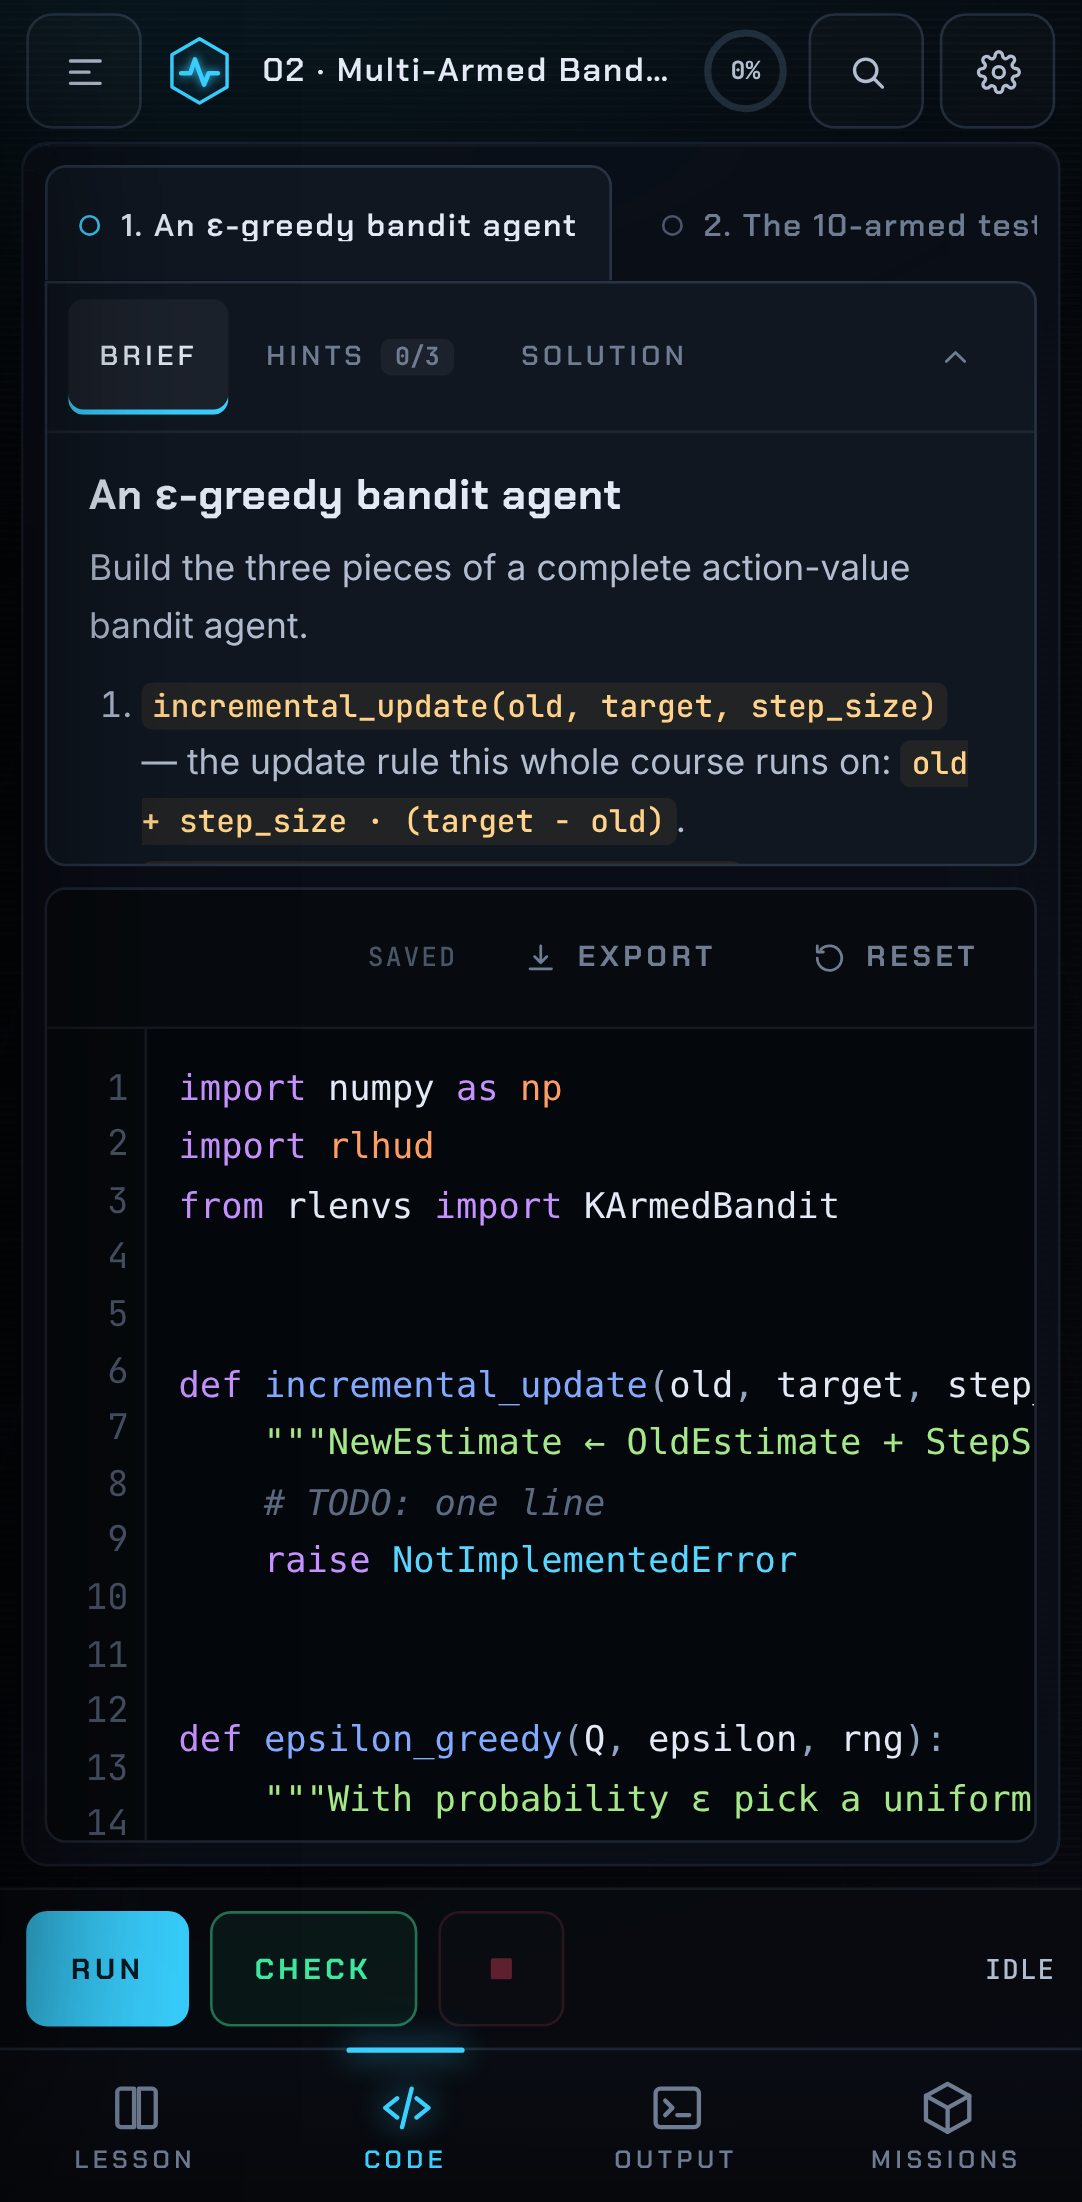 02 · Multi-Armed Band...
0%
1. An ε-greedy bandit agent
2. The 10-armed test
BRIEF
HINTS 0/3
SOLUTION
An ε-greedy bandit agent
Build the three pieces of a complete action-value
bandit agent.
1. incremental_update(old, target, step_size)
— the update rule this whole course runs on: old
+ step_size · (target - old).
SAVED
EXPORT
RESET
1 import numpy as np
2 import rlhud
3 from rlenvs import KArmedBandit
4
5
6 def incremental_update(old, target, step_
7 """NewEstimate ← OldEstimate + StepS
8 # TODO: one line
9 raise NotImplementedError
10
11
12 def epsilon_greedy(Q, epsilon, rng):
13 """With probability ε pick a uniform
14
RUN
CHECK
IDLE
LESSON
CODE
OUTPUT
MISSIONS